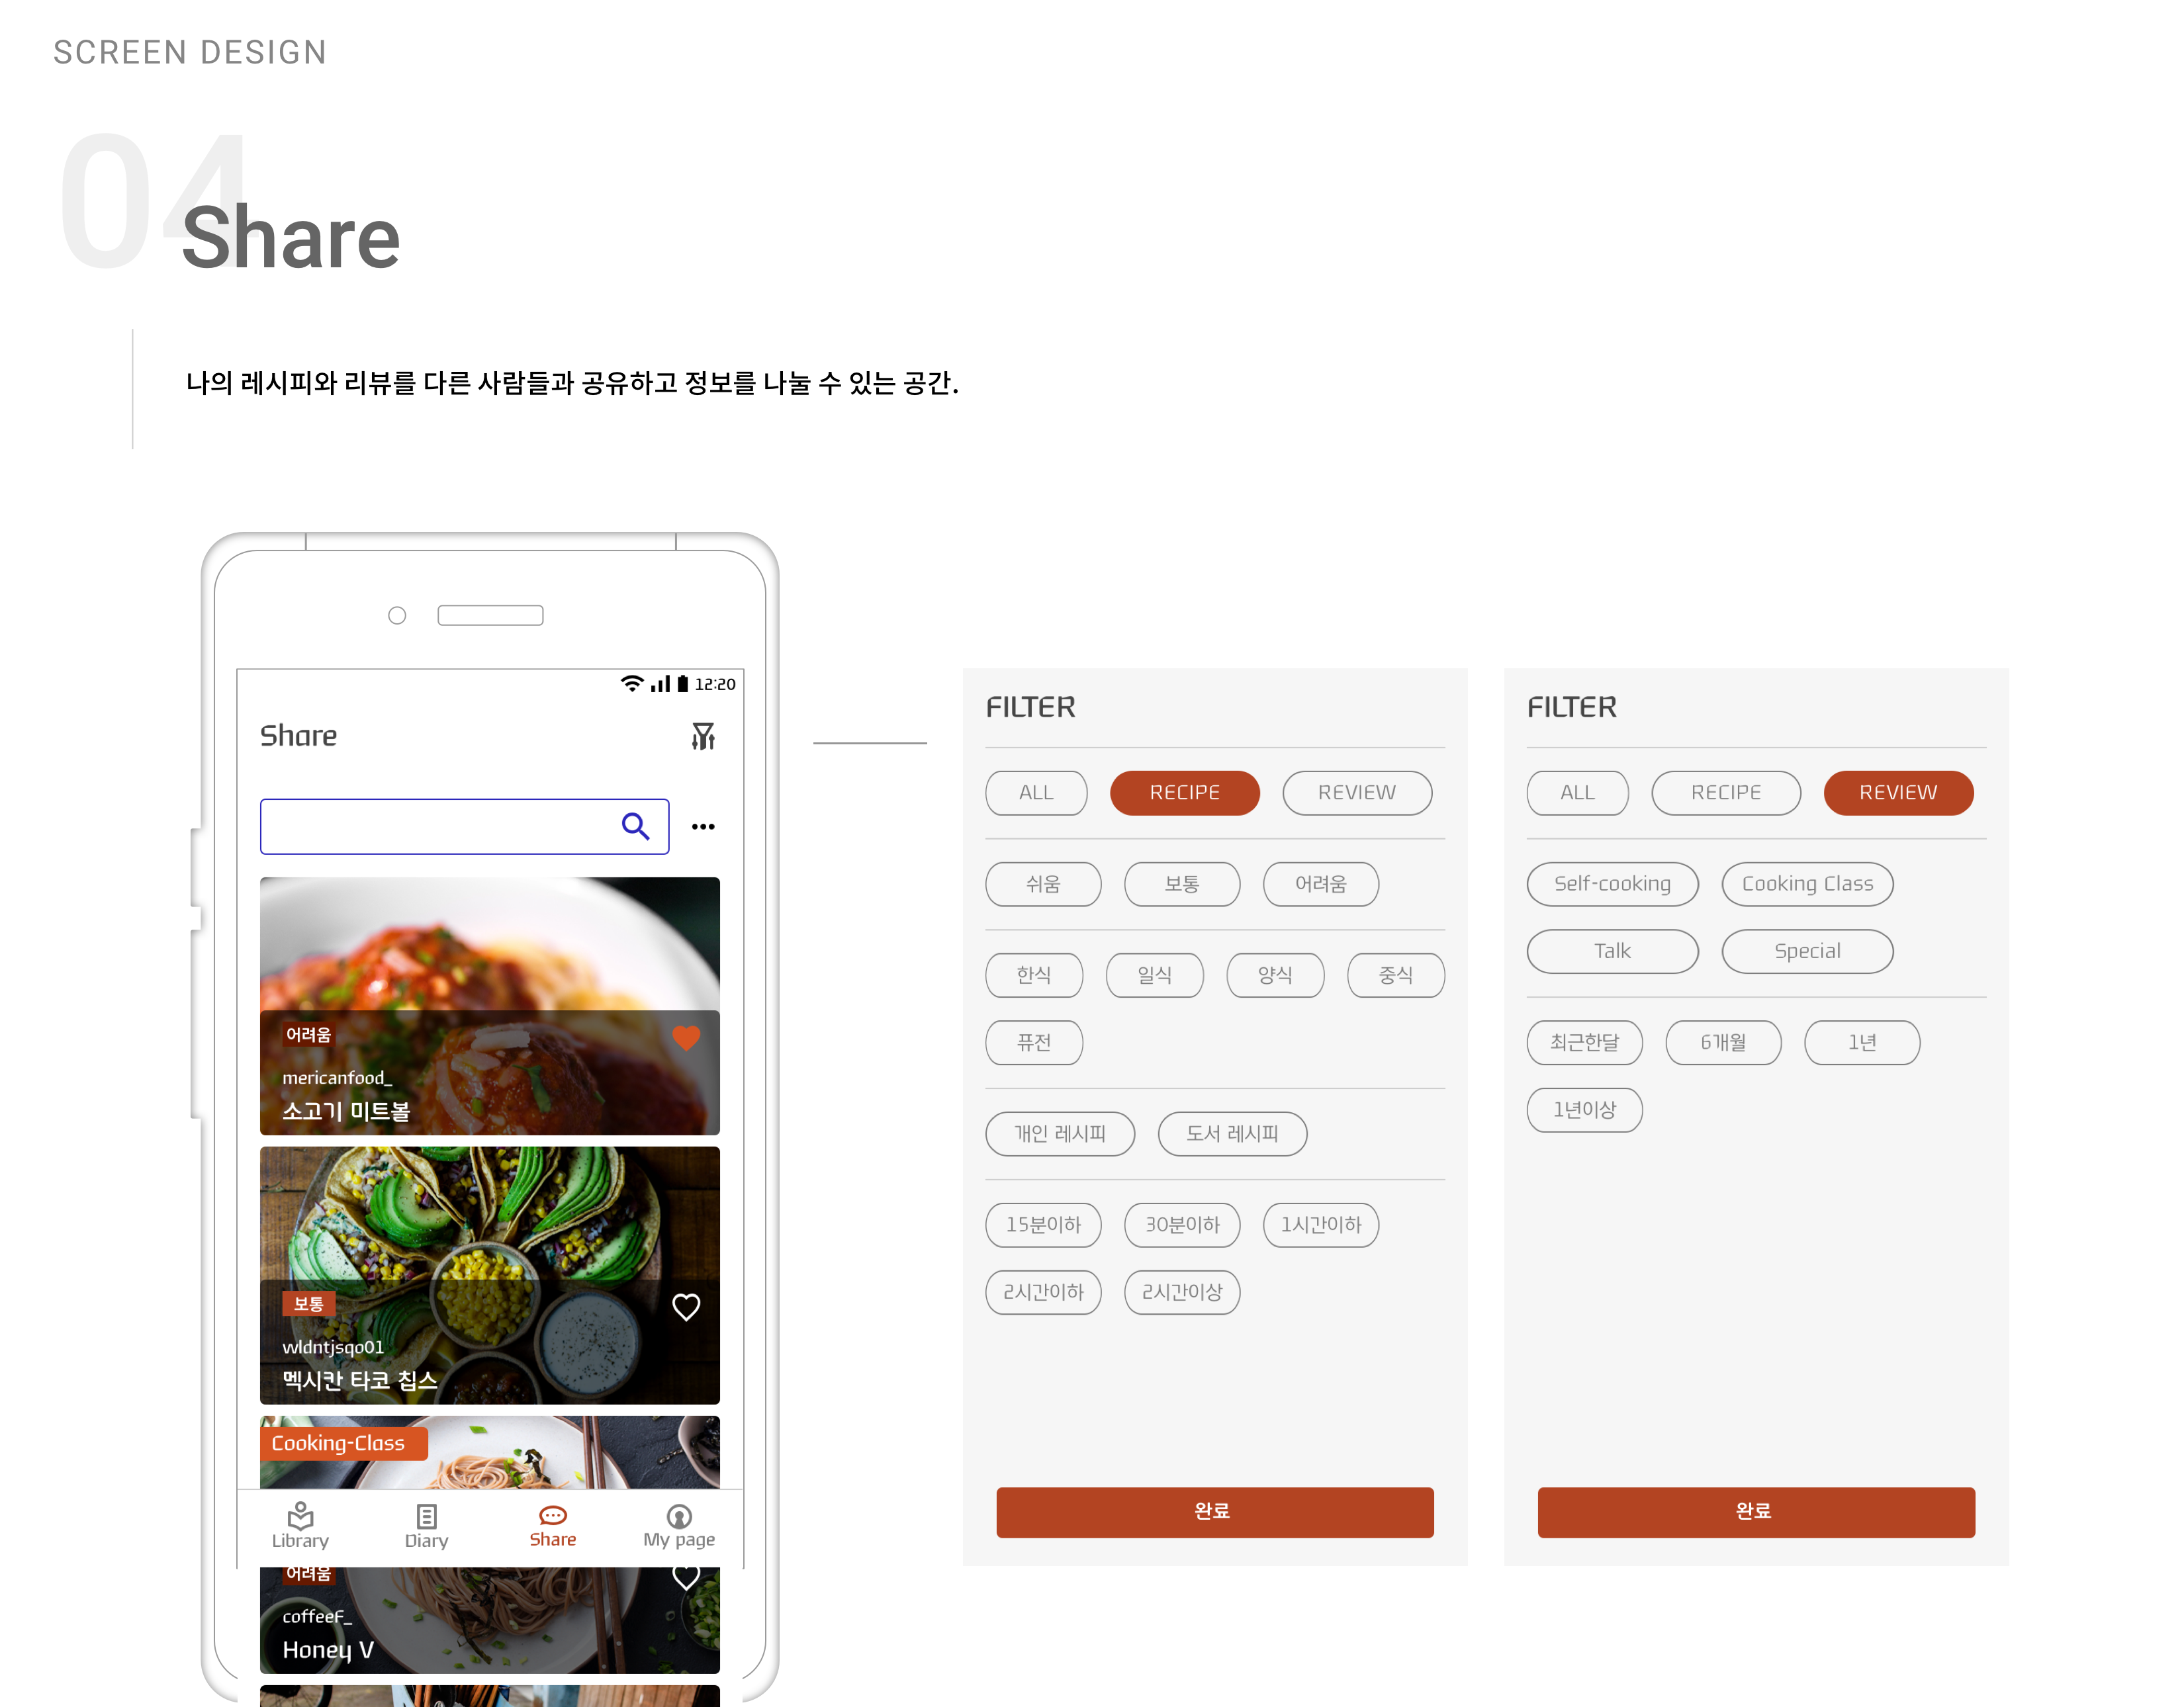 SCREEN DESIGN
04
Share
나의 레시피와 리뷰를 다른 사람들과 공유하고 정보를 나눌 수 있는 공간.
12:20
Share
어려움
mericanfood_
소고기 미트볼
보통
wldntjsqo01
멕시칸 타코 칩스
Cooking-Class
Library
Diary
Share
My page
어려움
coffeeF_
Honey V
FILTER
ALL
RECIPE
REVIEW
쉬움
보통
어려움
한식
일식
양식
중식
퓨전
개인 레시피
도서 레시피
15분이하
30분이하
1시간이하
2시간이하
2시간이상
완료
FILTER
ALL
RECIPE
REVIEW
Self-cooking
Cooking Class
Talk
Special
최근한달
6개월
1년
1년이상
완료